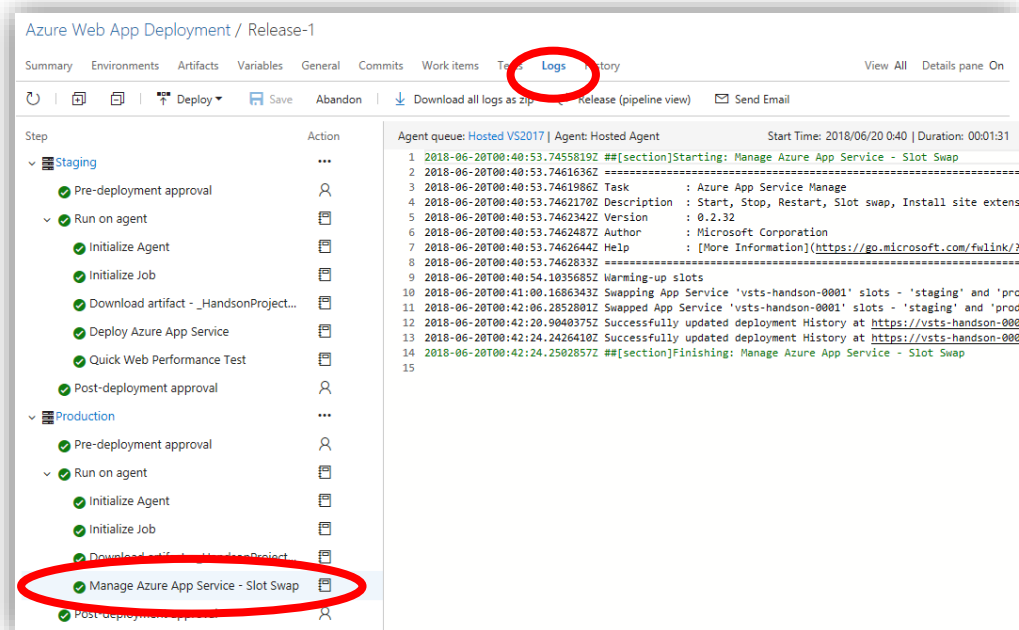 Azure Web App Deployment / Release-1
Summary Environments Artifacts Variables General Commits Work items Logs View All Details pane On
Deploy Save Abandon Download all logs as zip Release (pipeline view) Send Email
Step Action
Agent queue: Hosted VS2017 | Agent: Hosted Agent Start Time: 2018/06/20 0:40 | Duration: 00:01:31
Staging
Pre-deployment approval
Run on agent
Initialize Agent
Initialize Job
Download artifact - _HandsonProject...
Deploy Azure App Service
Quick Web Performance Test
Post-deployment approval
Production
Pre-deployment approval
Run on agent
Initialize Agent
Initialize Job
Download artifact - _HandsonProject...
Manage Azure App Service - Slot Swap
Post-deployment approval
1 2018-06-20T00:40:53.7455819Z ##[section]Starting: Manage Azure App Service - Slot Swap
2 2018-06-20T00:40:53.7461636Z ==============================================================================
3 2018-06-20T00:40:53.7461986Z Task : Azure App Service Manage
4 2018-06-20T00:40:53.7462170Z Description : Start, Stop, Restart, Slot swap, Install site extens
5 2018-06-20T00:40:53.7462342Z Version : 0.2.32
6 2018-06-20T00:40:53.7462487Z Author : Microsoft Corporation
7 2018-06-20T00:40:53.7462644Z Help : [More Information](https://go.microsoft.com/fwlink/?
8 2018-06-20T00:40:53.7462833Z ==============================================================================
9 2018-06-20T00:40:54.1035685Z Warming-up slots
10 2018-06-20T00:41:00.1686343Z Swapping App Service 'vsts-handson-0001' slots - 'staging' and 'pro
11 2018-06-20T00:42:06.2852801Z Swapped App Service 'vsts-handson-0001' slots - 'staging' and 'prod
12 2018-06-20T00:42:20.9040375Z Successfully updated deployment History at https://vsts-handson-000
13 2018-06-20T00:42:24.2426410Z Successfully updated deployment History at https://vsts-handson-000
14 2018-06-20T00:42:24.2502857Z ##[section]Finishing: Manage Azure App Service - Slot Swap
15